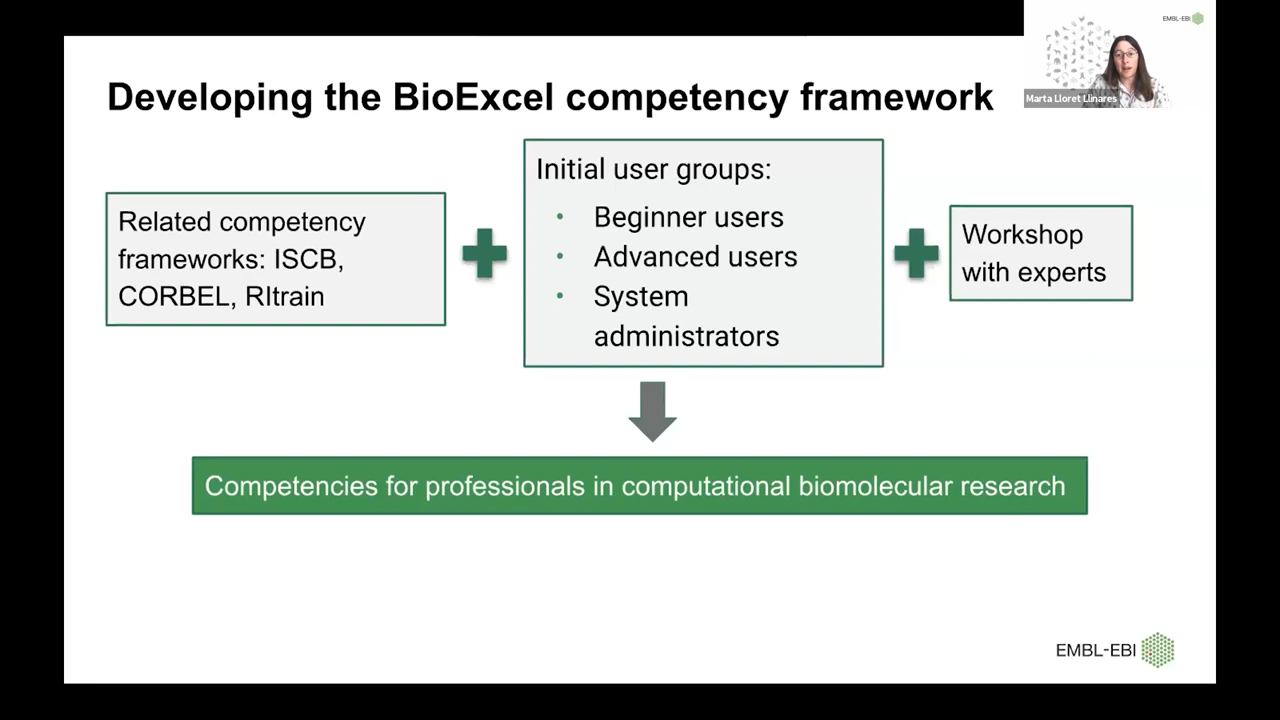 EMBL-EBI
Marta Lloret Llinares
Developing the BioExcel competency framework
Related competency
frameworks: ISCB,
CORBEL, RItrain
Initial user groups:
• Beginner users
• Advanced users
• System
administrators
Workshop
with experts
Competencies for professionals in computational biomolecular research
EMBL-EBI